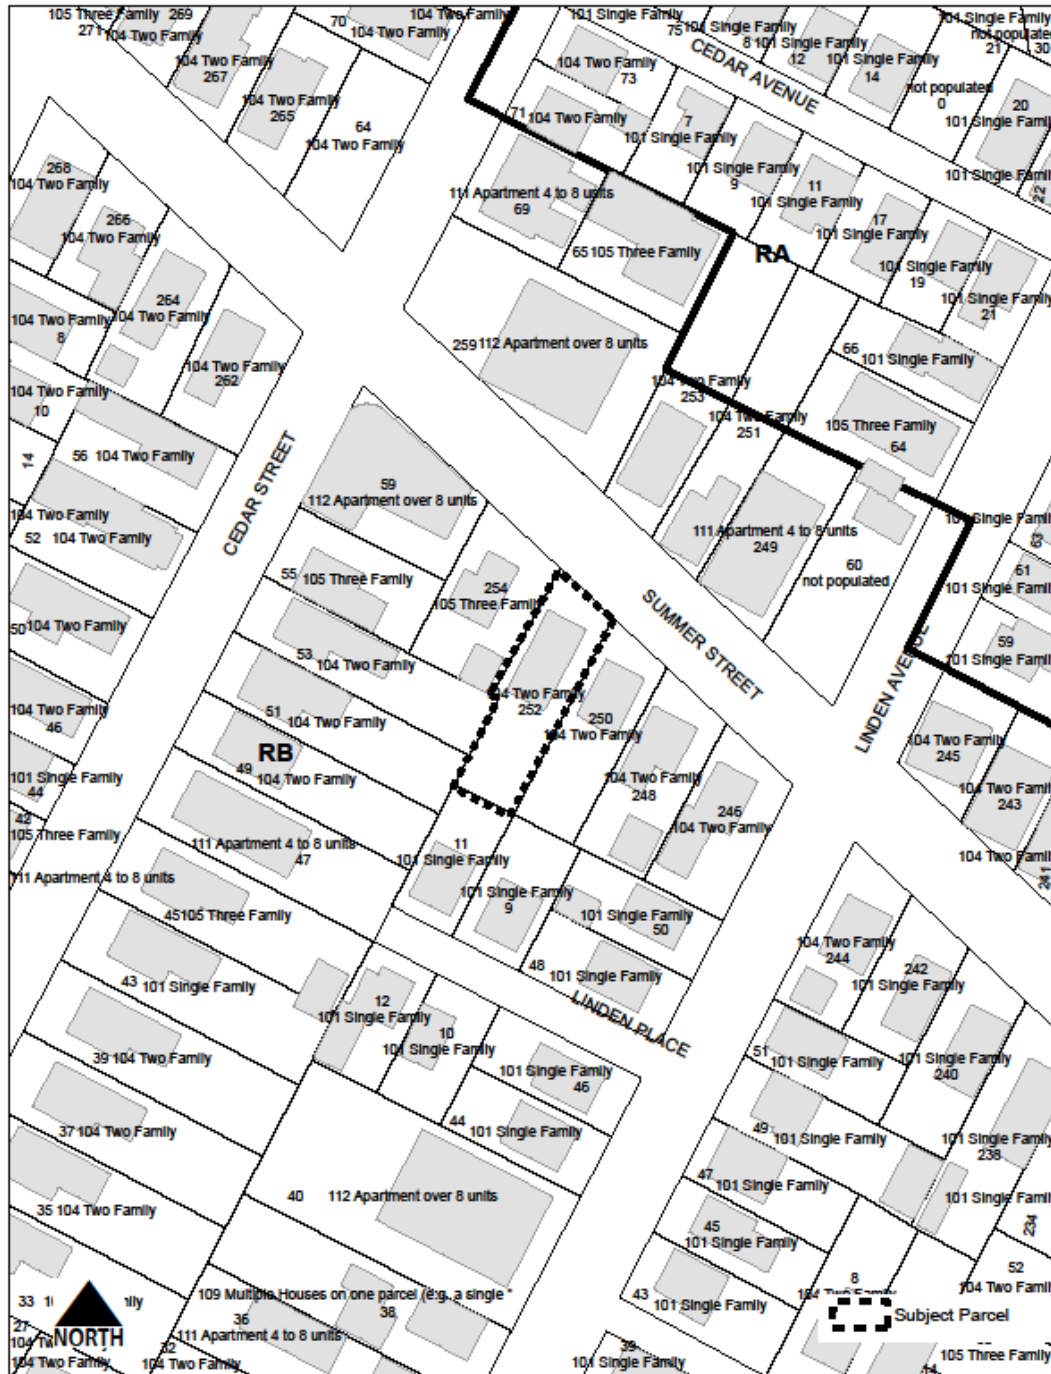 105 Three Family 269
271 104 Two Family
70 104 Two Family
104 Two Family
104 Two Family
267
104 Two Family
265
64
104 Two Family
101 Single Family
75 101 Single Family
8 101 Single Family
12 101 Single Family
14
CEDAR AVENUE
101 Single Family
not populated
21 30
not populated
0
20
101 Single Family
101 Single Family
22
104 Two Family
73
71 104 Two Family
7
101 Single Family
101 Single Family
9
11
101 Single Family
17
101 Single Family
101 Single Family
19
101 Single Family
21
268
104 Two Family
266
104 Two Family
264
104 Two Family
104 Two Family
8
104 Two Family
262
104 Two Family
10
14
56 104 Two Family
104 Two Family
52 104 Two Family
50 104 Two Family
104 Two Family
46
101 Single Family
44
42
105 Three Family
111 Apartment 4 to 8 units
CEDAR STREET
111 Apartment 4 to 8 units
69
65 105 Three Family
RA
259 112 Apartment over 8 units
104 Two Family
253
104 Two Family
251
66
101 Single Family
105 Three Family
64
111 Apartment 4 to 8 units
249
60
not populated
101 Single Family
63
61
101 Single Family
59
101 Single Family
59
112 Apartment over 8 units
55
105 Three Family
254
105 Three Family
53
104 Two Family
51
104 Two Family
RB
49
104 Two Family
104 Two Family
252
250
104 Two Family
SUMMER STREET
LINDEN AVENUE
104 Two Family
248
246
104 Two Family
104 Two Family
245
104 Two Family
243
104 Two Family
241
111 Apartment 4 to 8 units
47
45 105 Three Family
43
101 Single Family
39 104 Two Family
37 104 Two Family
35 104 Two Family
11
101 Single Family
101 Single Family
9
101 Single Family
50
48
101 Single Family
LINDEN PLACE
12
101 Single Family
10
101 Single Family
101 Single Family
46
44
101 Single Family
40 112 Apartment over 8 units
104 Two Family
244
242
101 Single Family
51
101 Single Family
101 Single Family
240
49
101 Single Family
101 Single Family
238
47
101 Single Family
101 Single Family
234
45
101 Single Family
52
104 Two Family
8
104 Two Family
43
101 Single Family
109 Multiple Houses on one parcel (e.g. a single "
38
36
111 Apartment 4 to 8 units
33
27
104 Two Family
32
104 Two Family
39
101 Single Family
105 Three Family
14
NORTH
Subject Parcel